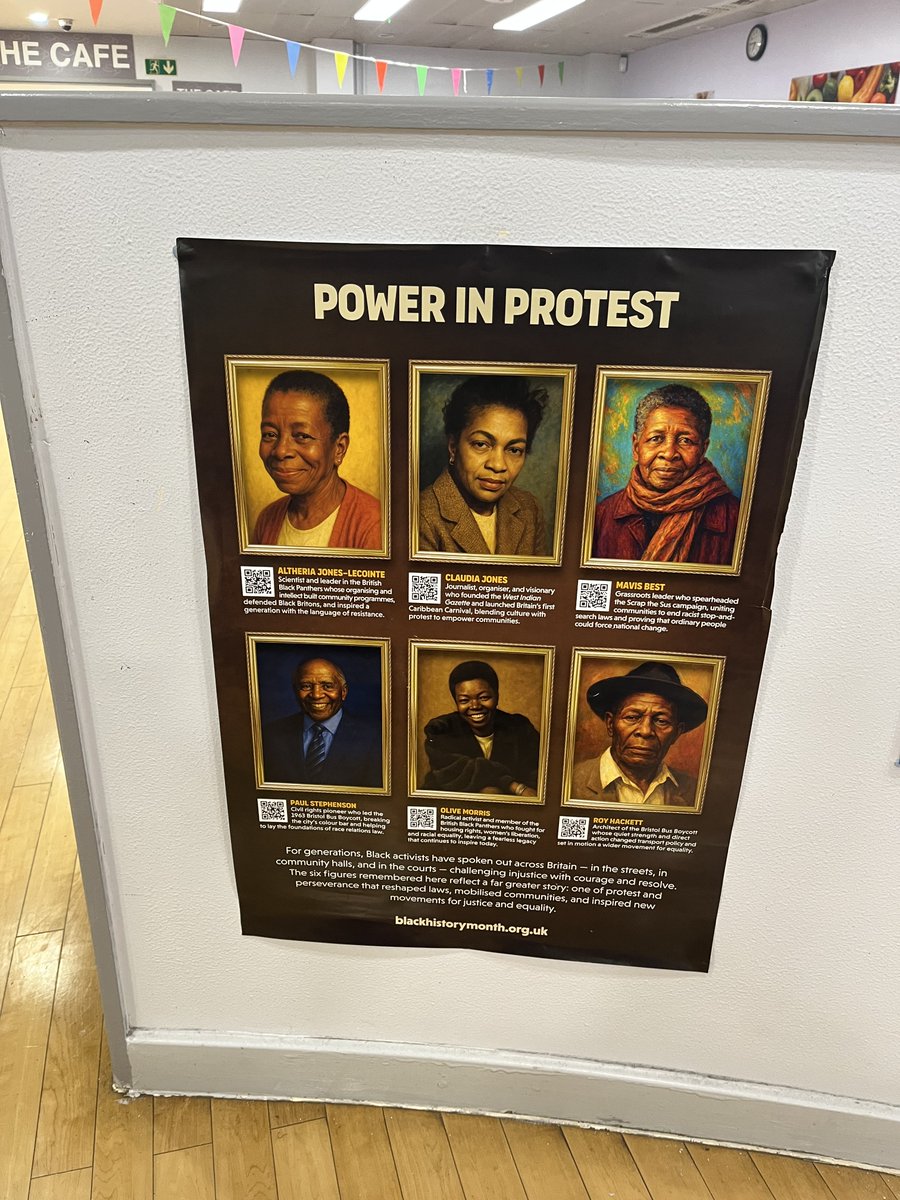 THE CAFE
POWER IN PROTEST
ALTHERIA JONES-LECOINTE
Scientist and leader in the British
Black Panthers whose organising and
intellect built community programmes,
defended Black Britons, and inspired a
generation with the language of resistance.
CLAUDIA JONES
Journalist, organiser, and visionary
who founded the West Indian
Gazette and launched Britain's first
Caribbean Carnival, blending culture with
protest to empower communities.
MAVIS BEST
Grassroots leader who spearheaded
the Scrap the Sus campaign, uniting
communities to end racist stop-and-
search laws and proving that ordinary people
could force national change.
PAUL STEPHENSON
Civil rights pioneer who led the
1963 Bristol Bus Boycott, breaking
the city's colour bar and helping
to lay the foundations of race relations law.
OLIVE MORRIS
Radical activist and member of the
British Black Panthers who fought for
housing rights, women's liberation,
and racial equality, leaving a fearless legacy
that continues to inspire today.
ROY HACKETT
Architect of the Bristol Bus Boycott
whose quiet strength and direct
action changed transport policy and
set in motion a wider movement for equality.
For generations, Black activists have spoken out across Britain — in the streets, in
community halls, and in the courts — challenging injustice with courage and resolve.
The six figures remembered here reflect a far greater story: one of protest and
perseverance that reshaped laws, mobilised communities, and inspired new
movements for justice and equality.
blackhistorymonth.org.uk